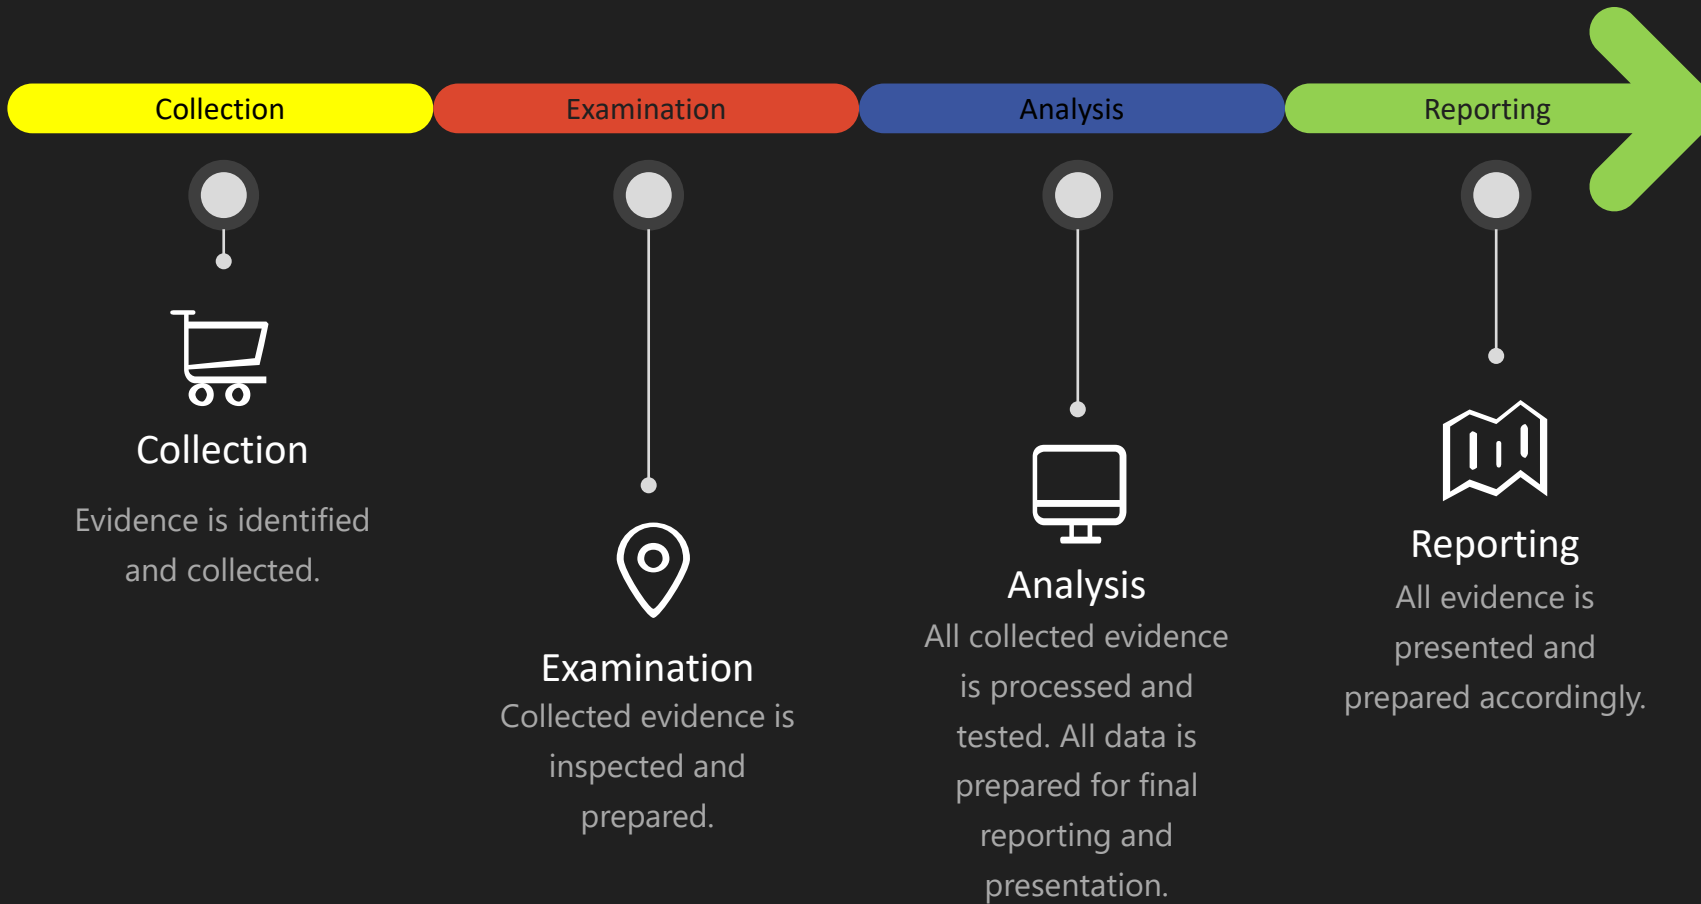 Collection
Examination
Analysis
Reporting
Collection
Evidence is identified
and collected.
Examination
Collected evidence is
inspected and
prepared.
Analysis
All collected evidence
is processed and
tested. All data is
prepared for final
reporting and
presentation.
Reporting
All evidence is
presented and
prepared accordingly.